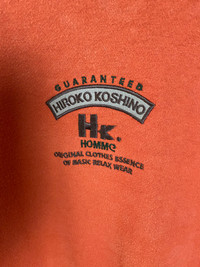 GUARANTEED
HIROKO KOSHINO
HK.
HOMME
ORIGINAL CLOTHES ESSENCE
OF BASIC RELAX WEAR